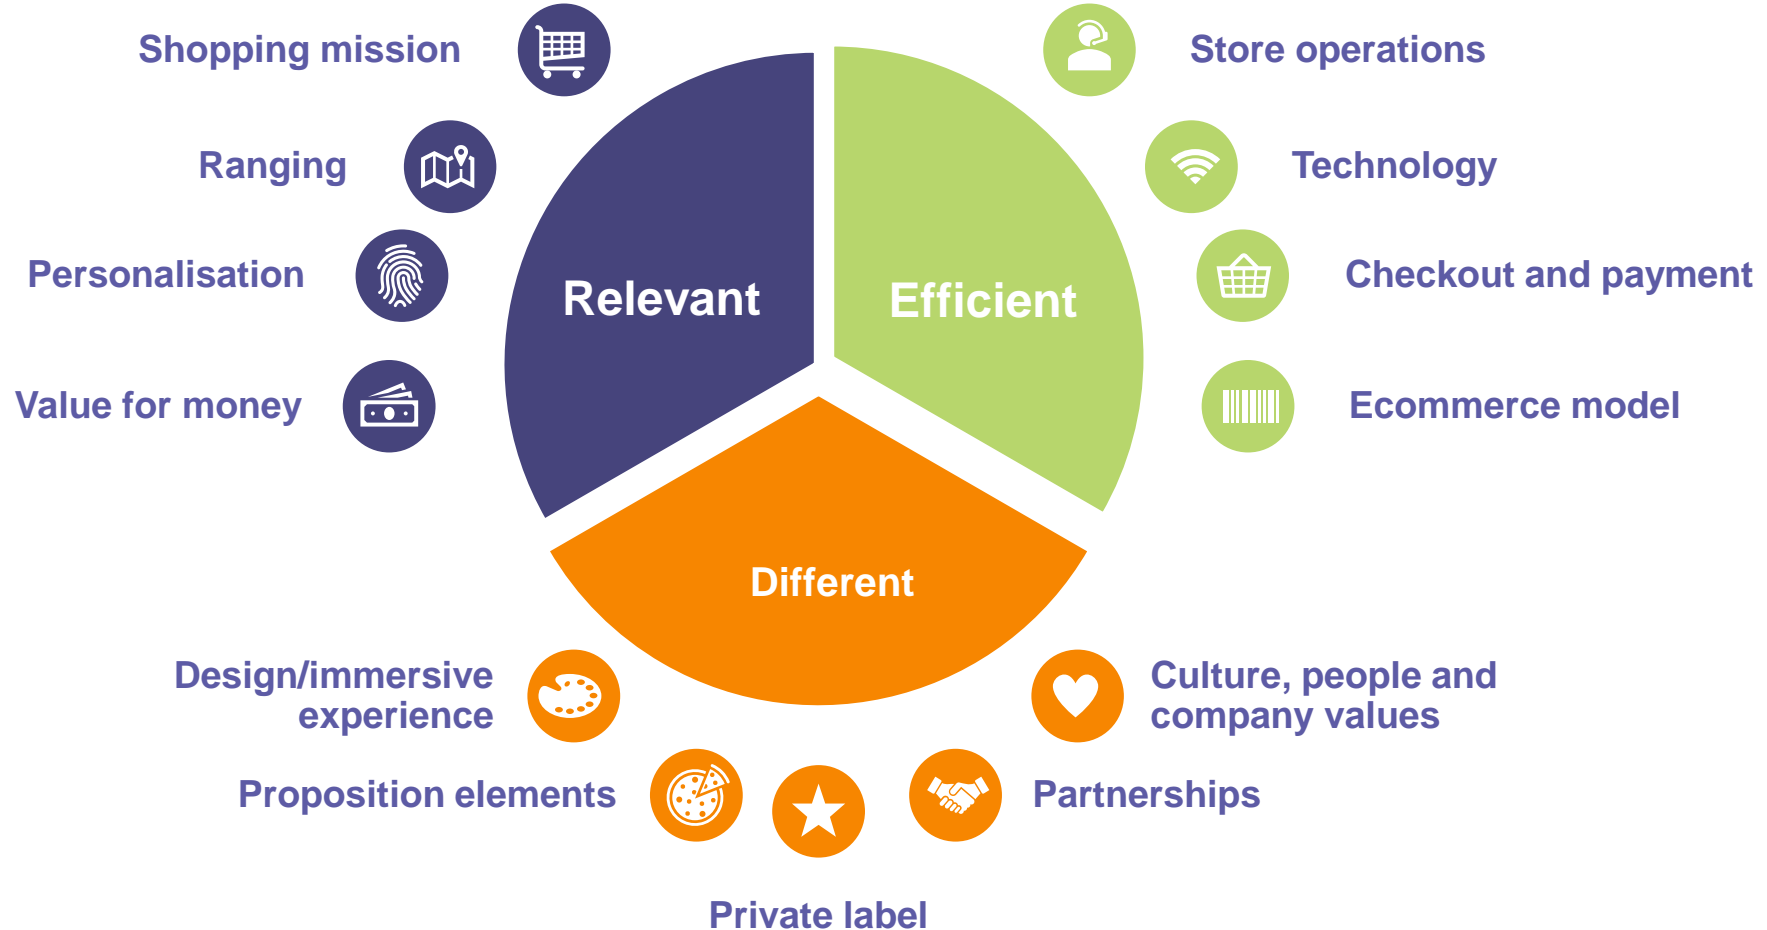 Shopping mission
Store operations
Ranging
Technology
Personalisation
Checkout and payment
Relevant
Efficient
Value for money
Ecommerce model
Different
Design/immersive
experience
Culture, people and
company values
Proposition elements
Partnerships
Private label